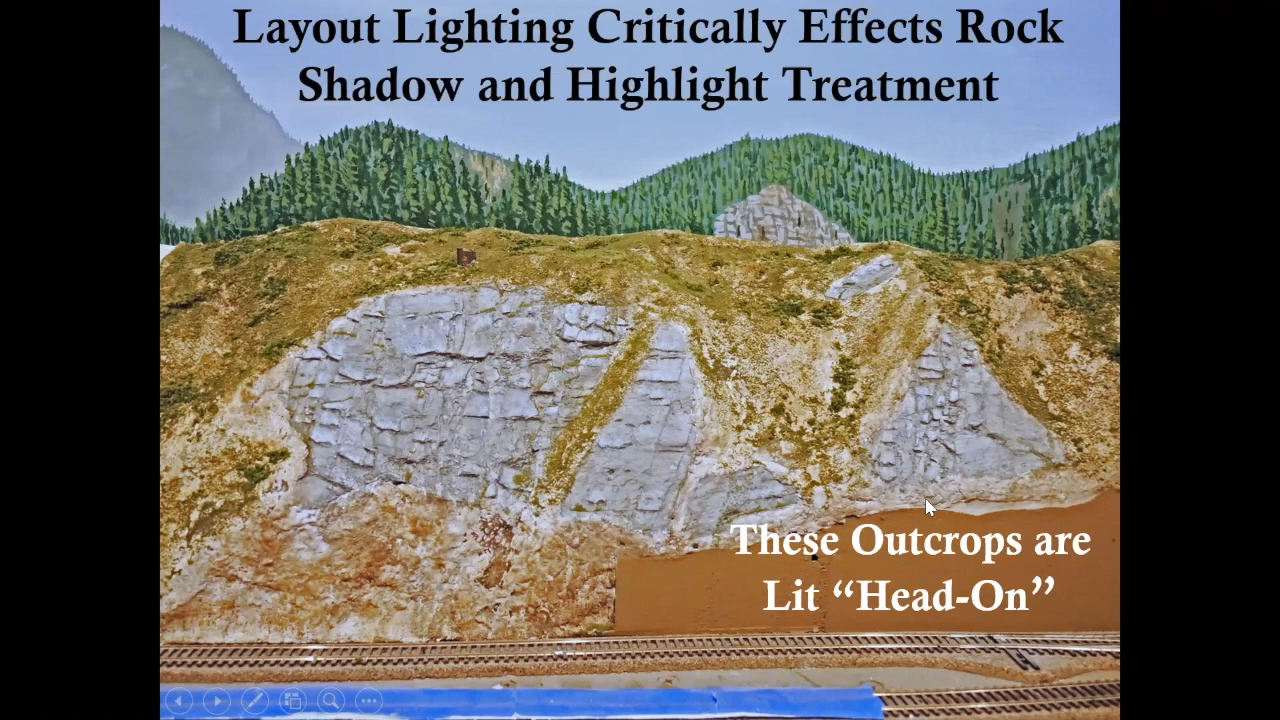 Layout Lighting Critically Effects Rock
Shadow and Highlight Treatment
These Outcrops are
Lit “Head-On”